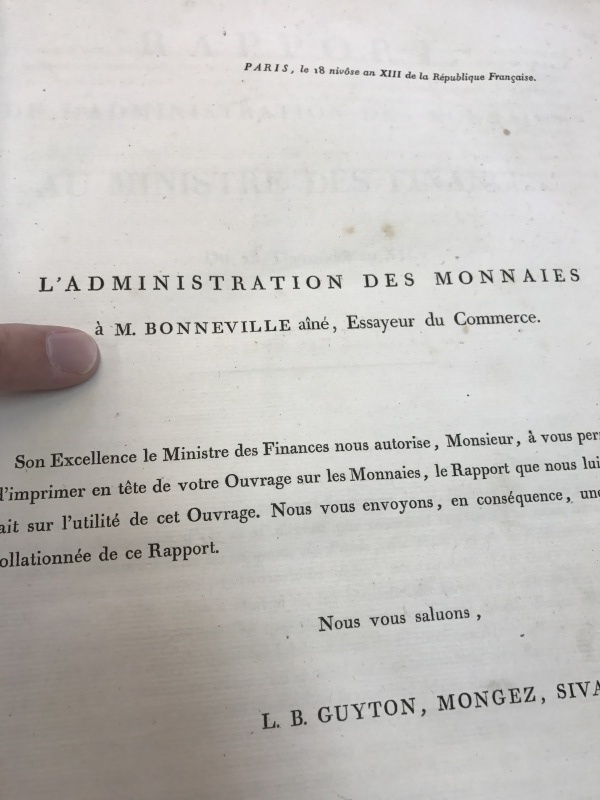 PARIS, le 18 nivôse an XIII de la République Française.
L'ADMINISTRATION DES MONNAIES
à M. BONNEVILLE aîné, Essayeur du Commerce.
Son Excellence le Ministre des Finances nous autorise, Monsieur, à vous per
d'imprimer en tête de votre Ouvrage sur les Monnaies, le Rapport que nous lui
ait sur l'utilité de cet Ouvrage. Nous vous envoyons, en conséquence, une
ollationnée de ce Rapport.
Nous vous saluons,
L. B. GUYTON, MONGEZ, SIVA